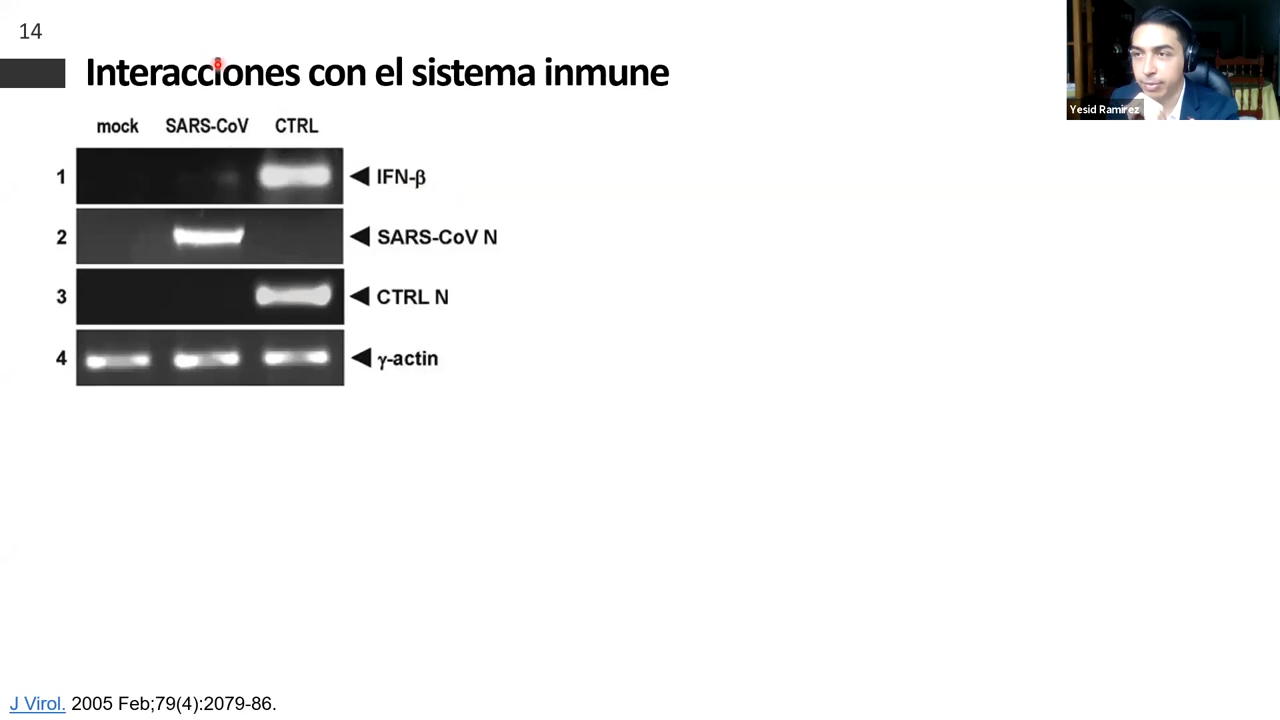 14
Interacciones con el sistema inmune
Yesid Ramirez
mock SARS-CoV CTRL
1 IFN-β
2 SARS-CoV N
3 CTRL N
4 γ-actin
J Virol. 2005 Feb;79(4):2079-86.